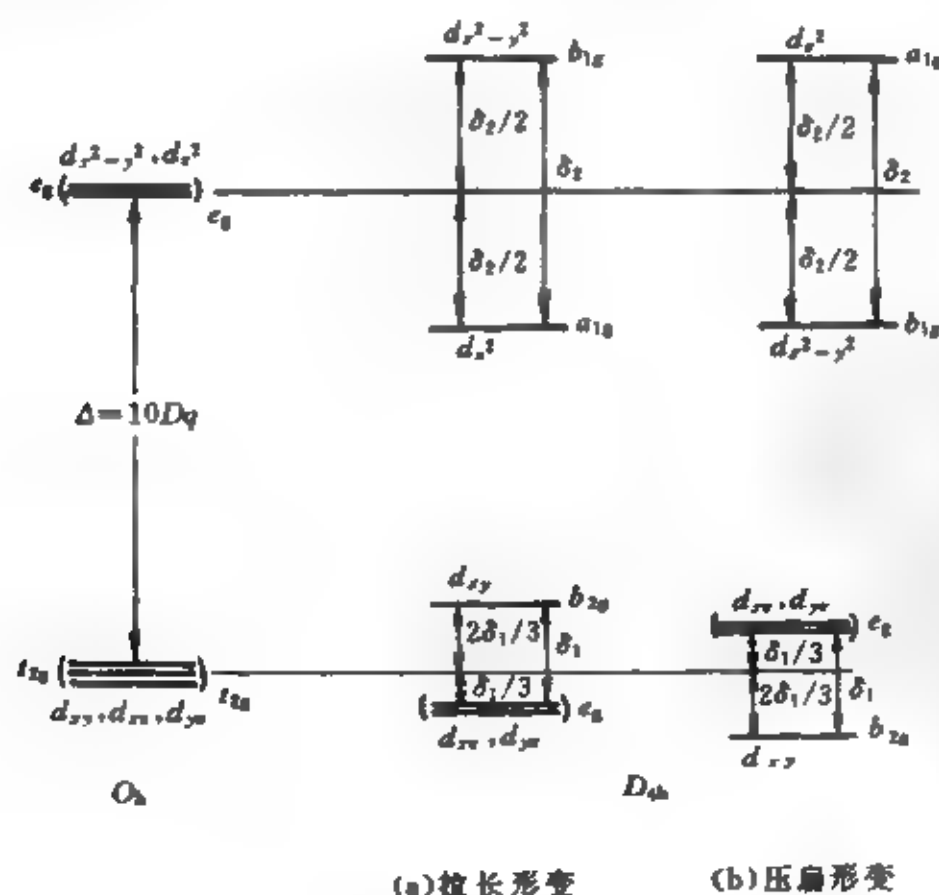 d_{x²-y²} b_{1g} d_{z²} a_{1g}
δ₂/2 δ₂/2
d_{x²-y²}, d_{z²} δ₂ δ₂
e_g e_g
δ₂/2 δ₂/2
d_{z²} a_{1g} d_{x²-y²} b_{1g}
Δ=10Dq
d_{xy} b_{2g} d_{xz}, d_{yz} e_g
2δ₁/3 δ₁ δ₁/3
t_{2g} t_{2g} δ₁/3 e_g 2δ₁/3 δ₁
d_{xy}, d_{xz}, d_{yz} d_{xz}, d_{yz} d_{xy} b_{2g}
O_h D_{4h}
(a)拉长形变 (b)压扁形变